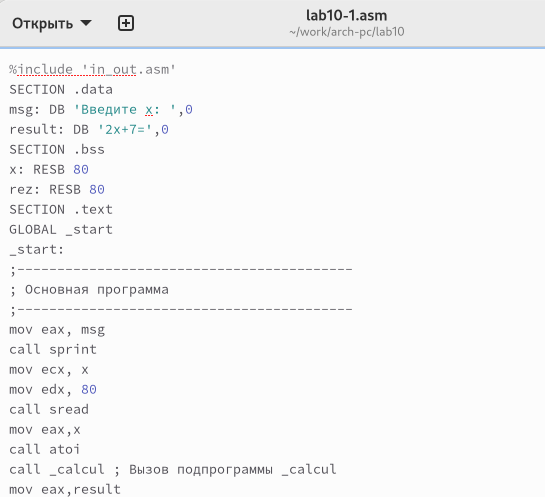 Открыть
lab10-1.asm
~/work/arch-pc/lab10
%include 'in_out.asm'
SECTION .data
msg: DB 'Введите x: ',0
result: DB '2x+7=',0
SECTION .bss
x: RESB 80
rez: RESB 80
SECTION .text
GLOBAL _start
_start:
;------------------------------------------
; Основная программа
;------------------------------------------
mov eax, msg
call sprint
mov ecx, x
mov edx, 80
call sread
mov eax,x
call atoi
call _calcul ; Вызов подпрограммы _calcul
mov eax,result